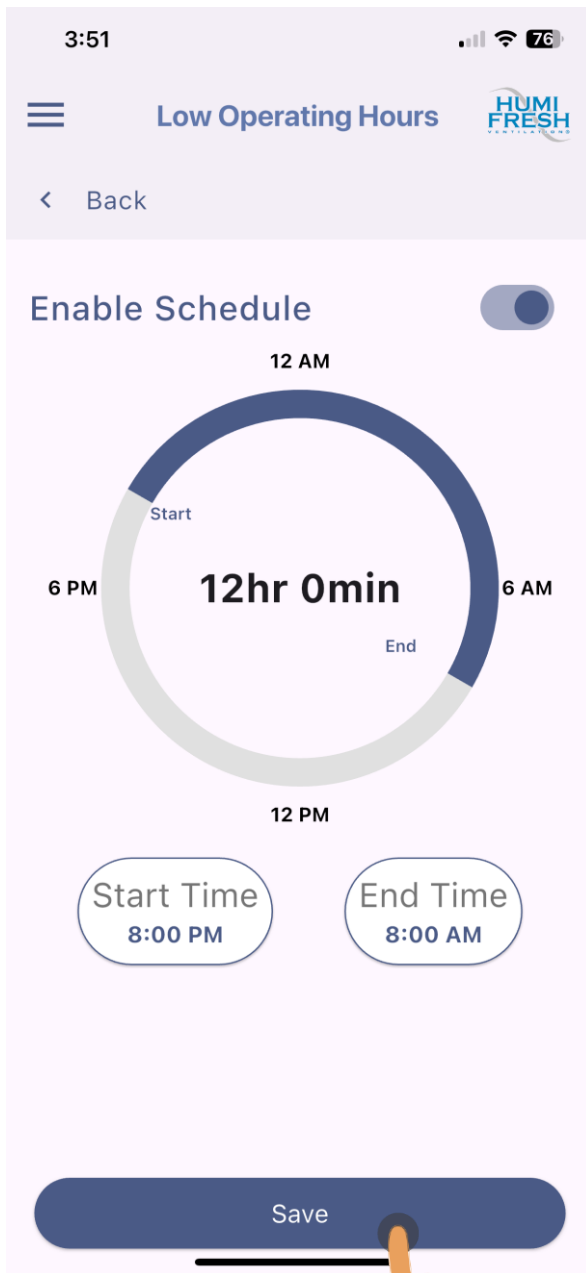 3:51
76
Low Operating Hours
HUMI
FRESH
VENTILATIONS
Back
Enable Schedule
12 AM
Start
6 PM
12hr 0min
6 AM
End
12 PM
Start Time
8:00 PM
End Time
8:00 AM
Save